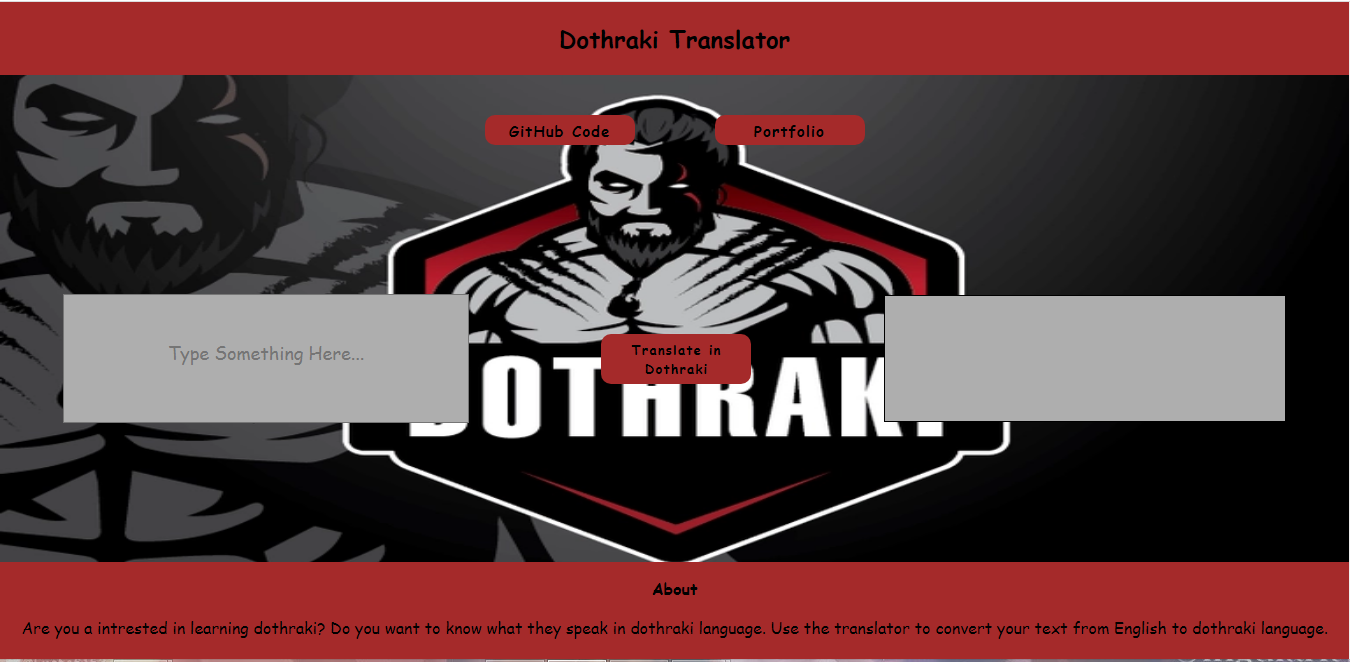 Dothraki Translator
GitHub Code
Portfolio
Type Something Here...
Translate in
Dothraki
DOTHRAKI
About
Are you a intrested in learning dothraki? Do you want to know what they speak in dothraki language. Use the translator to convert your text from English to dothraki language.